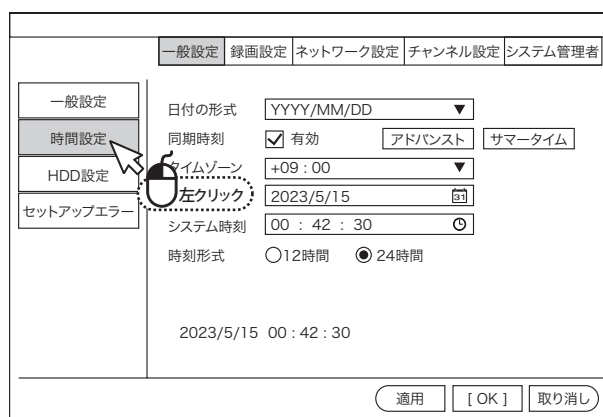 一般設定 録画設定 ネットワーク設定 チャンネル設定 システム管理者
一般設定
時間設定
HDD設定
セットアップエラー
日付の形式 YYYY/MM/DD
同期時刻 有効 アドバンスト サマータイム
タイムゾーン +09 : 00
左クリック 2023/5/15 31
システム時刻 00 : 42 : 30
時刻形式 12時間 24時間
2023/5/15 00 : 42 : 30
適用 [ OK ] 取り消し